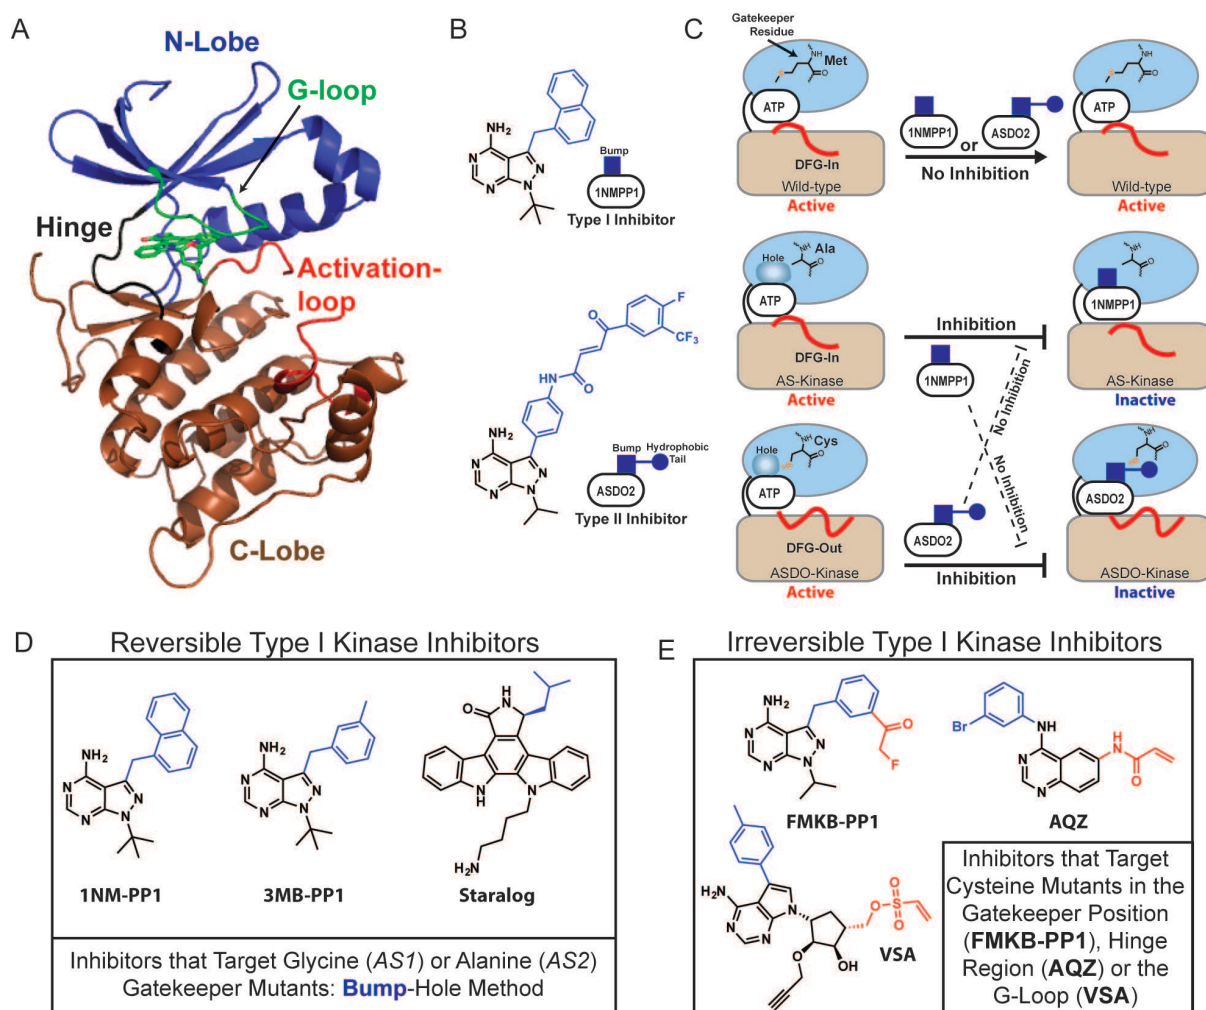 A
N-Lobe
G-loop
Hinge
Activation-
loop
C-Lobe
B
NH2
N
N
N
N
Bump
1NMPP1
Type I Inhibitor
F
O
CF3
HN
O
NH2
N
N
N
N
Bump
Hydrophobic
Tail
ASDO2
Type II Inhibitor
C
Gatekeeper
Residue
NH
Met
O
ATP
DFG-In
Wild-type
Active
1NMPP1
or
ASDO2
No Inhibition
NH
O
ATP
Wild-type
Active
NH
Ala
Hole
O
ATP
DFG-In
AS-Kinase
Active
Inhibition
1NMPP1
No Inhibition
No Inhibition
NH
O
1NMPP1
AS-Kinase
Inactive
NH
Cys
Hole
O
ATP
DFG-Out
ASDO-Kinase
Active
ASDO2
Inhibition
NH
O
ASDO2
ASDO-Kinase
Inactive
D
Reversible Type I Kinase Inhibitors
NH2
N
N
N
N
1NM-PP1
NH2
N
N
N
N
3MB-PP1
H
N
O
N
H
N
H2N
Staralog
Inhibitors that Target Glycine (AS1) or Alanine (AS2)
Gatekeeper Mutants: Bump-Hole Method
E
Irreversible Type I Kinase Inhibitors
NH2
O
N
N
N
N
F
FMKB-PP1
Br
NH
H
N
O
N
N
AQZ
H2N
N
N
N
O
O
S
O
O
OH
VSA
Inhibitors that Target
Cysteine Mutants in the
Gatekeeper Position
(FMKB-PP1), Hinge
Region (AQZ) or the
G-Loop (VSA)